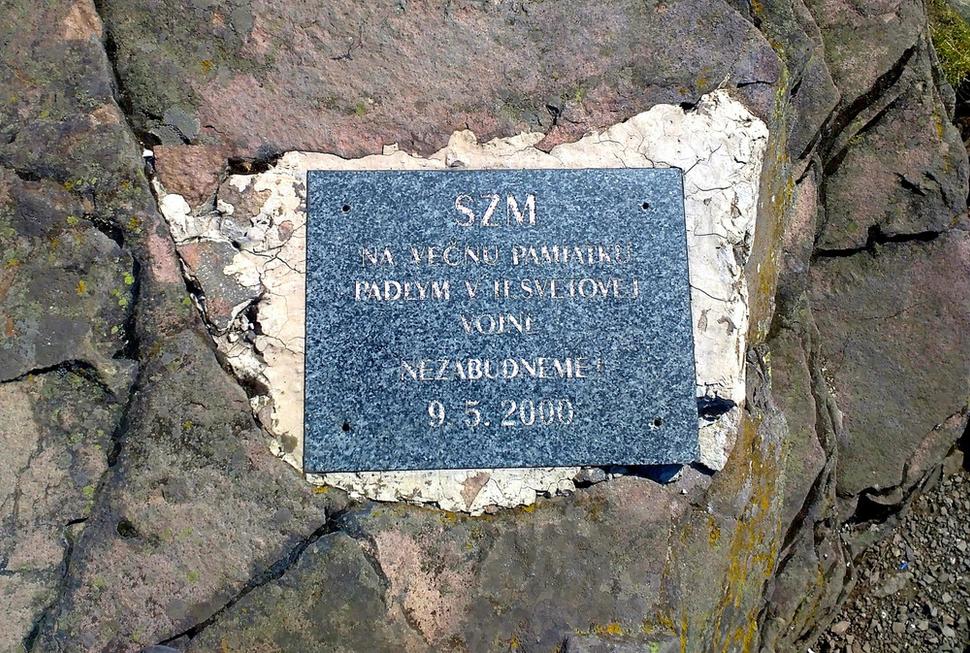 SZM
NA VEČNÚ PAMIATKU
PADLÝM V II.SVETOVEJ
VOJNE
NEZABUDNEME!
9. 5. 2000